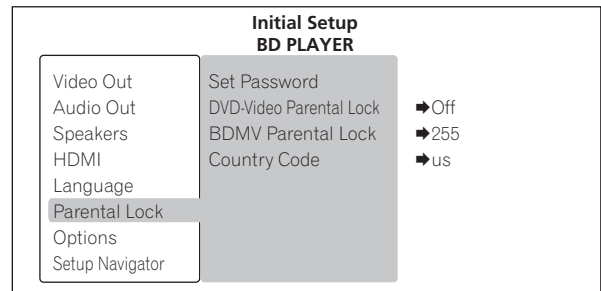 Initial Setup
BD PLAYER
Video Out
Audio Out
Speakers
HDMI
Language
Parental Lock
Options
Setup Navigator
Set Password
DVD-Video Parental Lock ➡Off
BDMV Parental Lock ➡255
Country Code ➡us